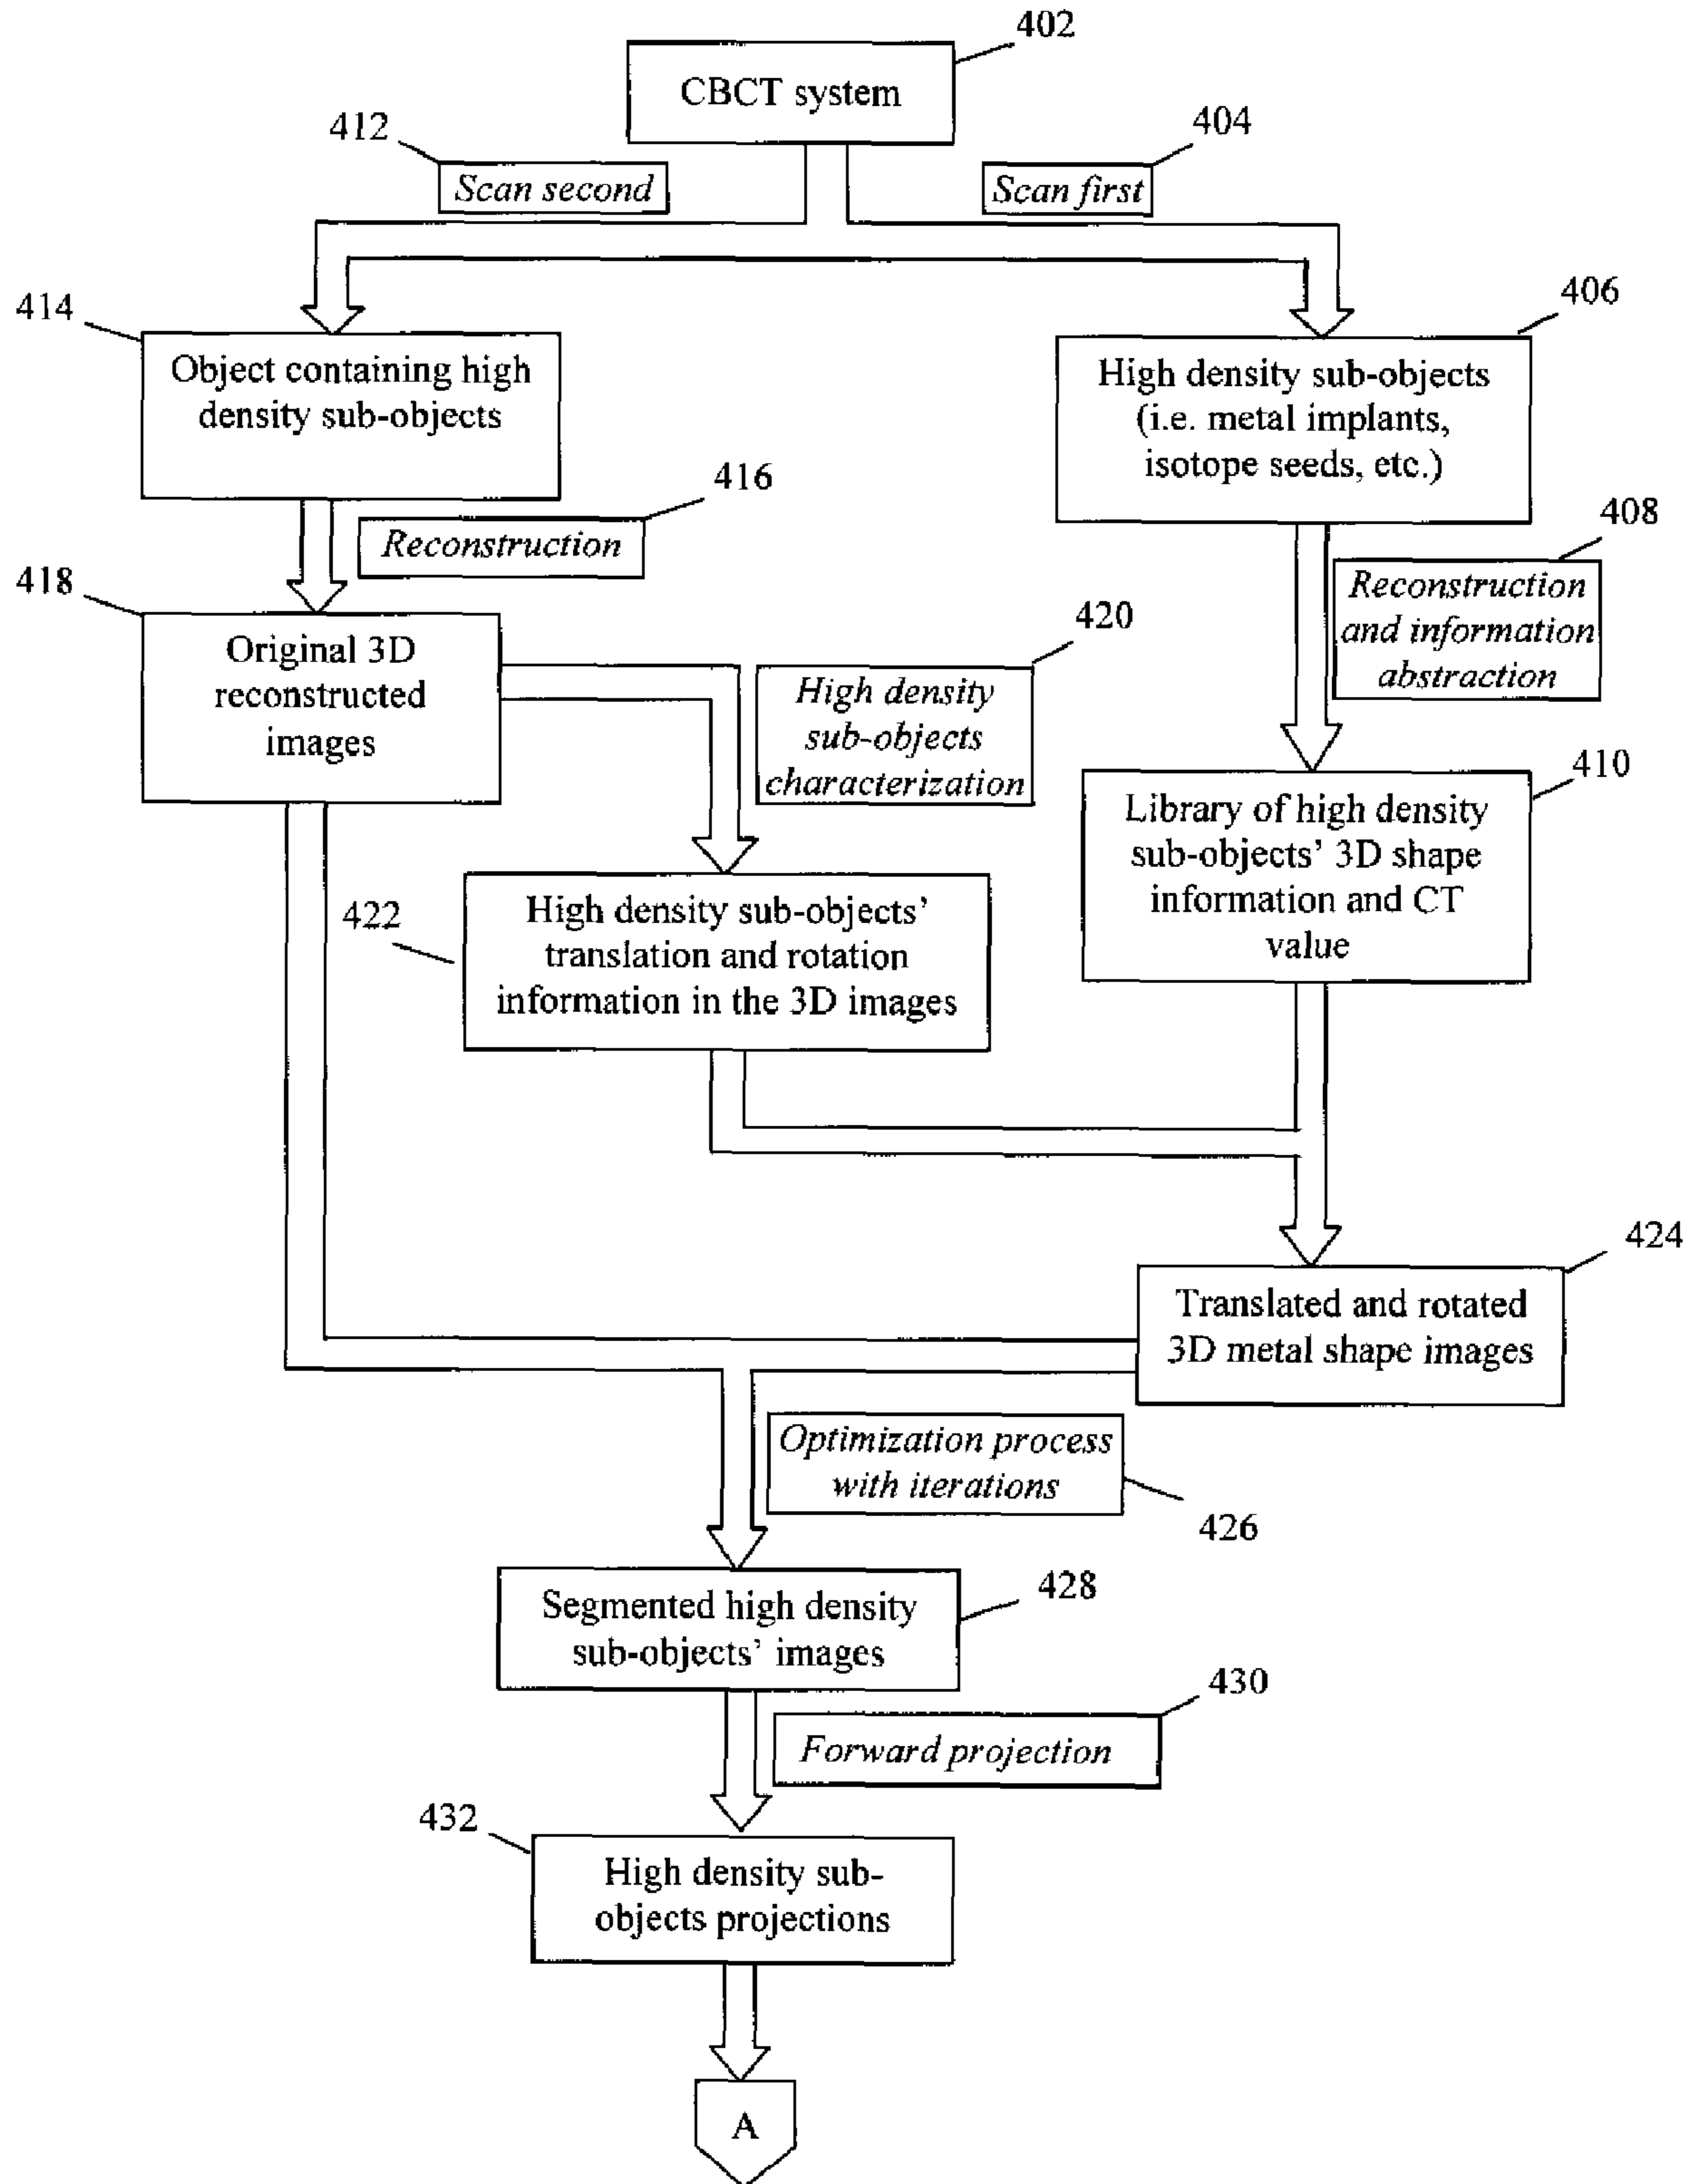 402
CBCT system
412
404
Scan second
Scan first
414
406
Object containing high
density sub-objects
High density sub-objects
(i.e. metal implants,
isotope seeds, etc.)
416
Reconstruction
408
Reconstruction
and information
abstraction
418
Original 3D
reconstructed
images
420
High density
sub-objects
characterization
410
Library of high density
sub-objects' 3D shape
information and CT
value
422
High density sub-objects'
translation and rotation
information in the 3D images
424
Translated and rotated
3D metal shape images
Optimization process
with iterations
426
428
Segmented high density
sub-objects' images
430
Forward projection
432
High density sub-
objects projections
A